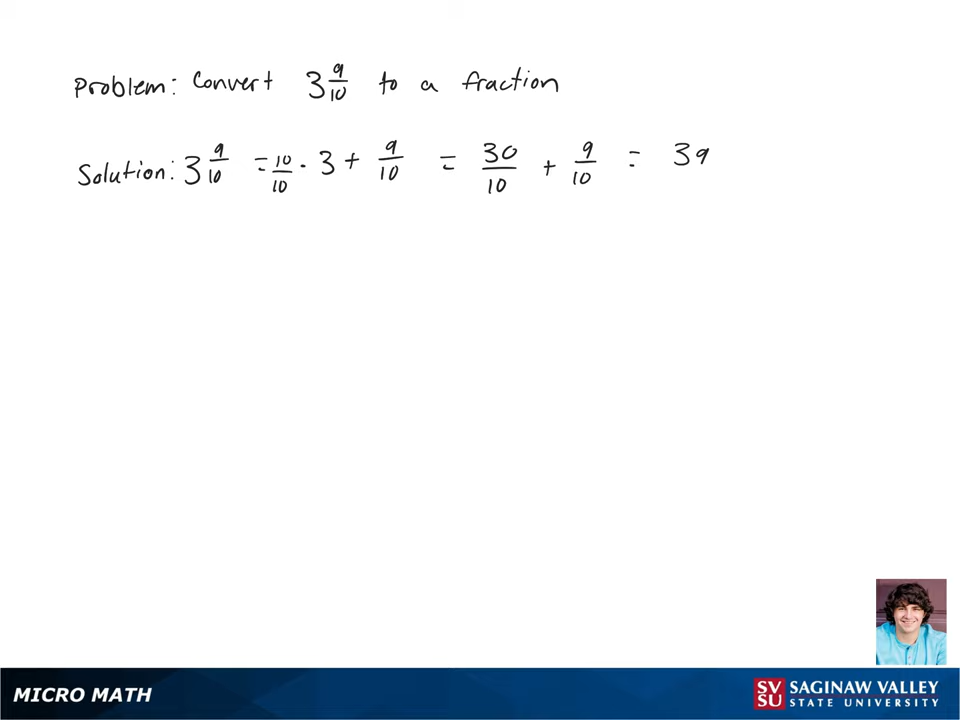 Problem: Convert 3 9/10 to a fraction
Solution: 3 9/10 = 10/10 · 3 + 9/10 = 30/10 + 9/10 = 39
MICRO MATH
SVSU SAGINAW VALLEY
STATE UNIVERSITY